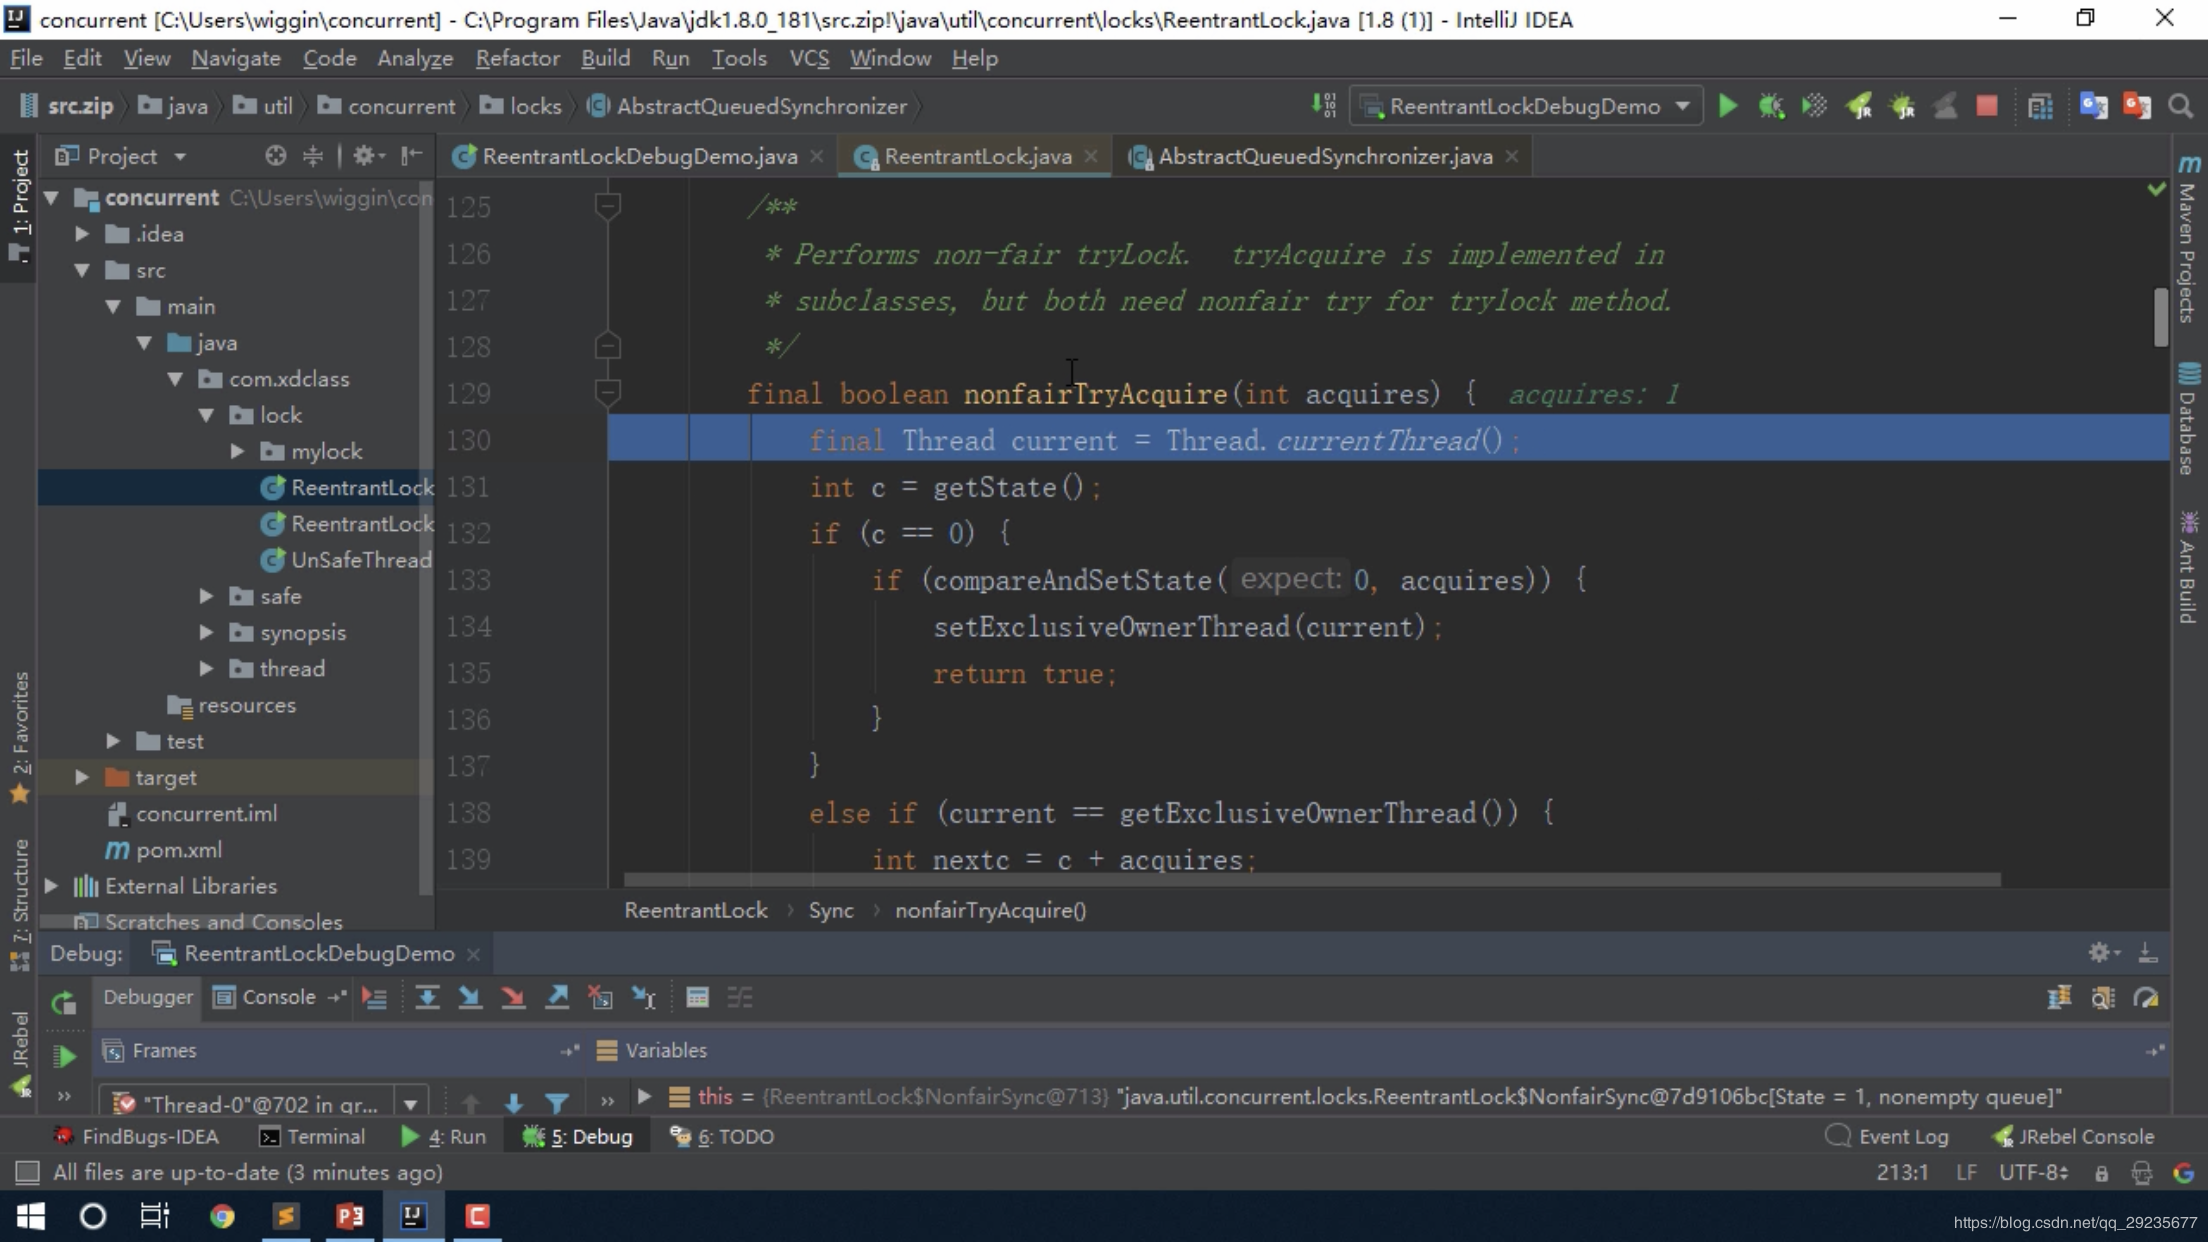 concurrent [C:\Users\wiggin\concurrent] - C:\Program Files\Java\jdk1.8.0_181\src.zip!\java\util\concurrent\locks\ReentrantLock.java [1.8 (1)] - IntelliJ IDEA
File Edit View Navigate Code Analyze Refactor Build Run Tools VCS Window Help
src.zip java util concurrent locks AbstractQueuedSynchronizer ReentrantLockDebugDemo
1: Project
Project
ReentrantLockDebugDemo.java ReentrantLock.java AbstractQueuedSynchronizer.java
concurrent C:\Users\wiggin\con
.idea
src
main
java
com.xdclass
lock
mylock
ReentrantLock
ReentrantLock
UnSafeThread
safe
synopsis
thread
resources
test
target
concurrent.iml
pom.xml
External Libraries
Scratches and Consoles
125 /**
126 * Performs non-fair tryLock. tryAcquire is implemented in
127 * subclasses, but both need nonfair try for trylock method.
128 */
129 final boolean nonfairTryAcquire(int acquires) { acquires: 1
130 final Thread current = Thread.currentThread();
131 int c = getState();
132 if (c == 0) {
133 if (compareAndSetState( expect: 0, acquires)) {
134 setExclusiveOwnerThread(current);
135 return true;
136 }
137 }
138 else if (current == getExclusiveOwnerThread()) {
139 int nextc = c + acquires;
ReentrantLock Sync nonfairTryAcquire()
Maven Projects
Database
Ant Build
2: Favorites
7: Structure
JRebel
Debug: ReentrantLockDebugDemo
Debugger Console
Frames Variables
"Thread-0"@702 in gr... this = {ReentrantLock$NonfairSync@713} "java.util.concurrent.locks.ReentrantLock$NonfairSync@7d9106bc[State = 1, nonempty queue]"
FindBugs-IDEA Terminal 4: Run 5: Debug 6: TODO Event Log JRebel Console
All files are up-to-date (3 minutes ago) 213:1 LF UTF-8
https://blog.csdn.net/qq_29235677